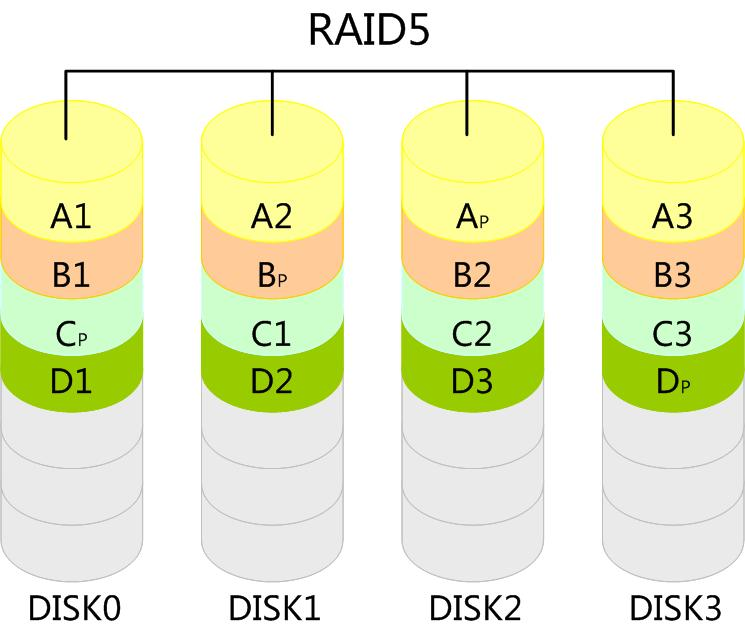 RAID5
A1 A2 AP A3
B1 BP B2 B3
CP C1 C2 C3
D1 D2 D3 DP
DISK0 DISK1 DISK2 DISK3